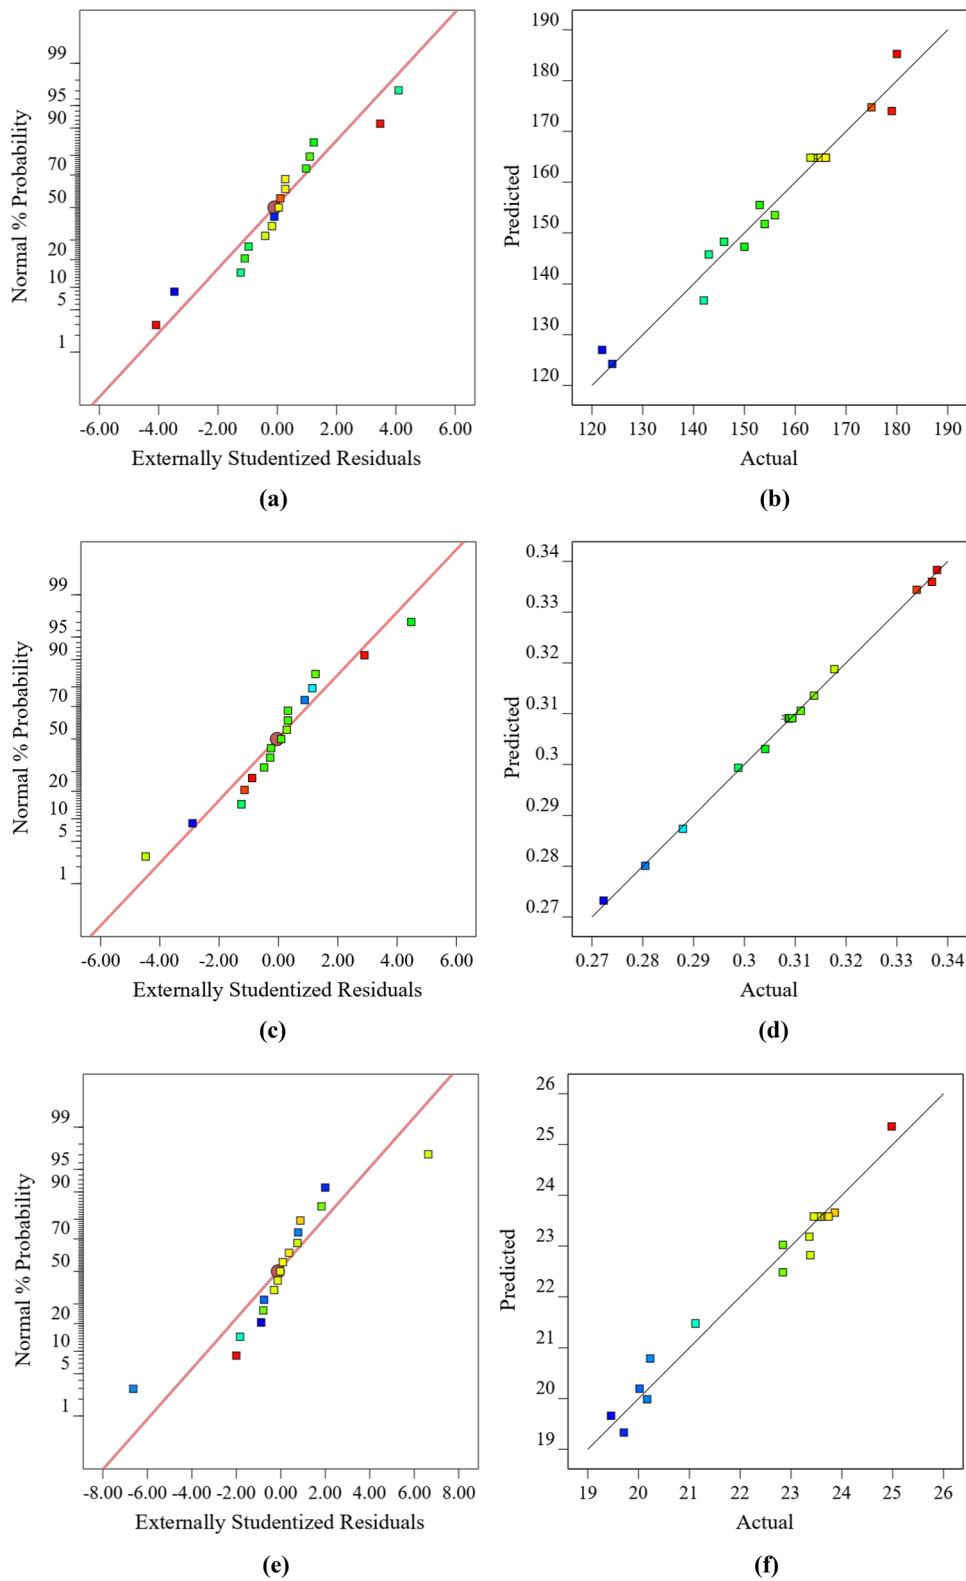 99
95
90
70
50
20
10
5
1
Normal % Probability
-6.00 -4.00 -2.00 0.00 2.00 4.00 6.00
Externally Studentized Residuals
(a)
190
180
170
160
150
140
130
120
Predicted
120 130 140 150 160 170 180 190
Actual
(b)
99
95
90
70
50
20
10
5
1
Normal % Probability
-6.00 -4.00 -2.00 0.00 2.00 4.00 6.00
Externally Studentized Residuals
(c)
0.34
0.33
0.32
0.31
0.3
0.29
0.28
0.27
Predicted
0.27 0.28 0.29 0.3 0.31 0.32 0.33 0.34
Actual
(d)
99
95
90
70
50
20
10
5
1
Normal % Probability
-8.00 -6.00 -4.00 -2.00 0.00 2.00 4.00 6.00 8.00
Externally Studentized Residuals
(e)
26
25
24
23
22
21
20
19
Predicted
19 20 21 22 23 24 25 26
Actual
(f)